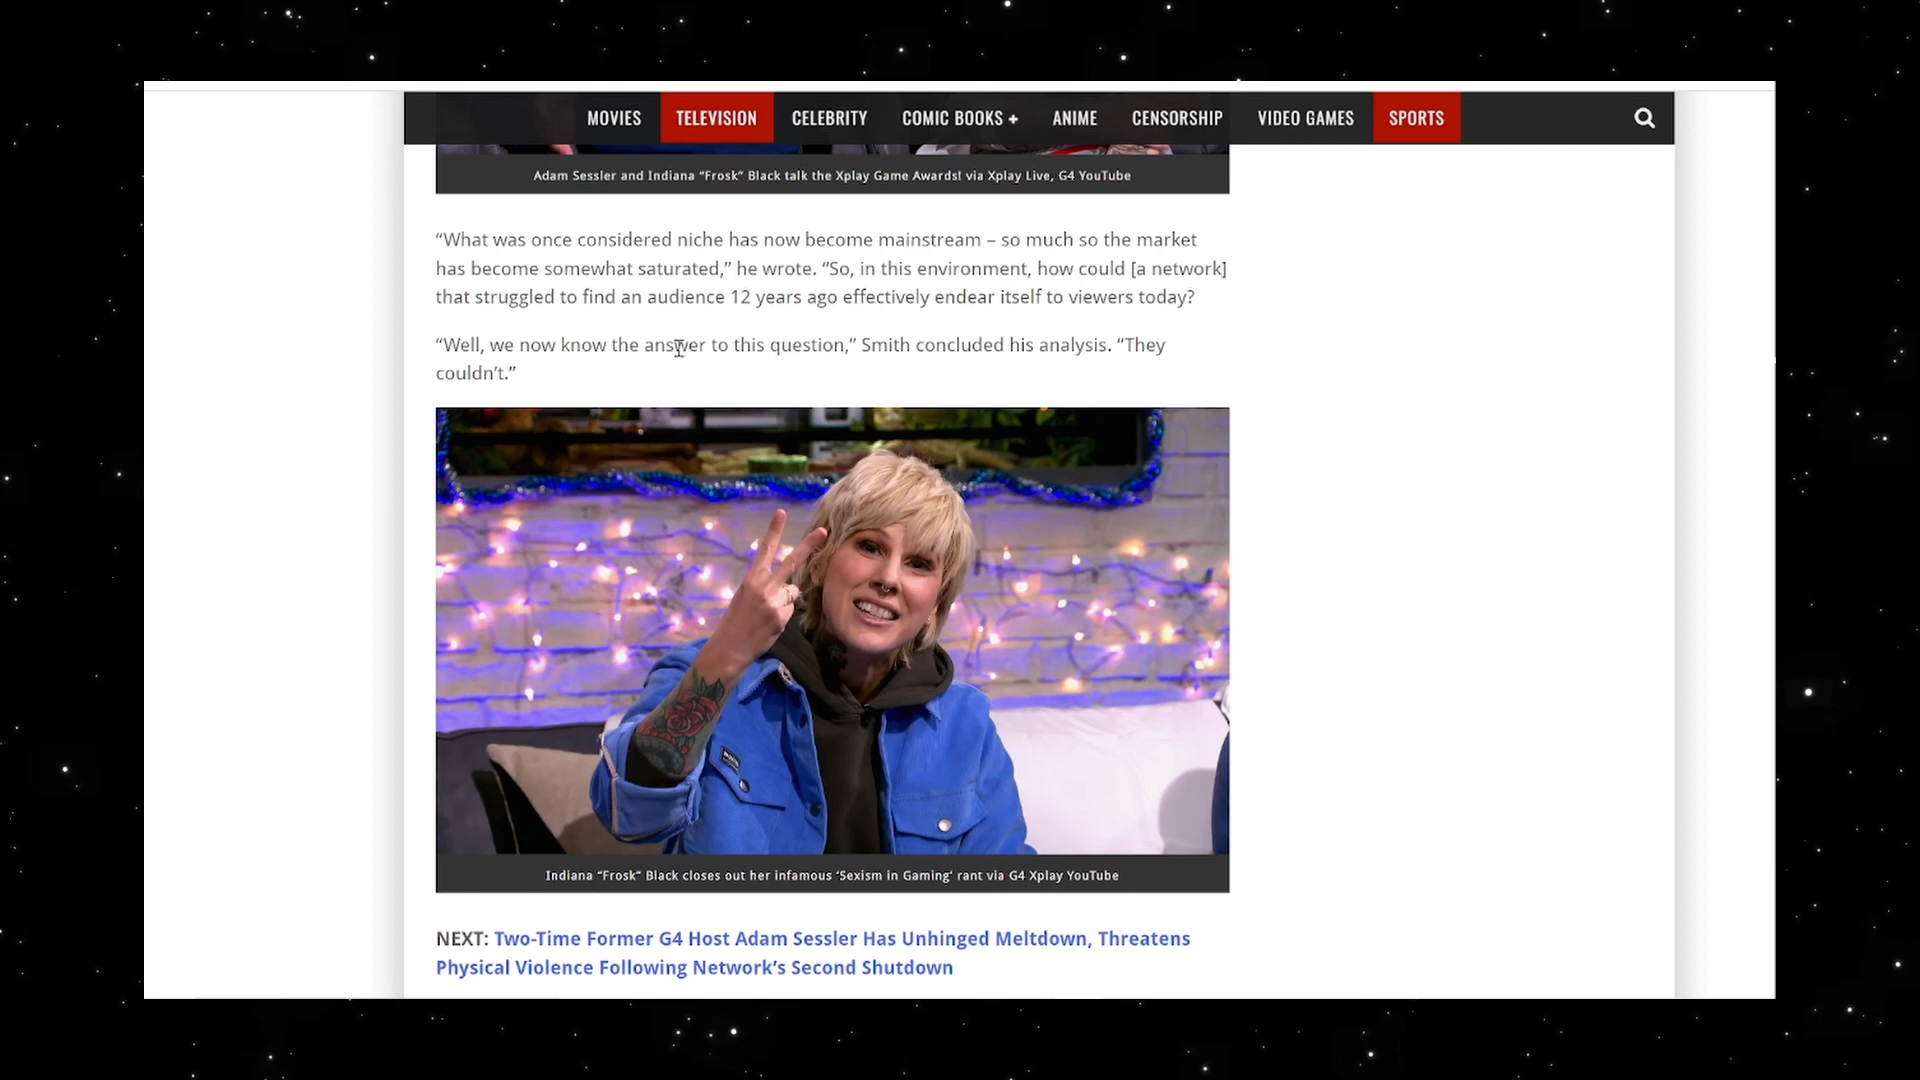 MOVIES TELEVISION CELEBRITY COMIC BOOKS + ANIME CENSORSHIP VIDEO GAMES SPORTS
Adam Sessler and Indiana “Frosk” Black talk the Xplay Game Awards! via Xplay Live, G4 YouTube
“What was once considered niche has now become mainstream – so much so the market
has become somewhat saturated,” he wrote. “So, in this environment, how could [a network]
that struggled to find an audience 12 years ago effectively endear itself to viewers today?
“Well, we now know the answer to this question,” Smith concluded his analysis. “They
couldn’t.”
Indiana “Frosk” Black closes out her infamous ‘Sexism in Gaming’ rant via G4 Xplay YouTube
NEXT: Two-Time Former G4 Host Adam Sessler Has Unhinged Meltdown, Threatens
Physical Violence Following Network’s Second Shutdown